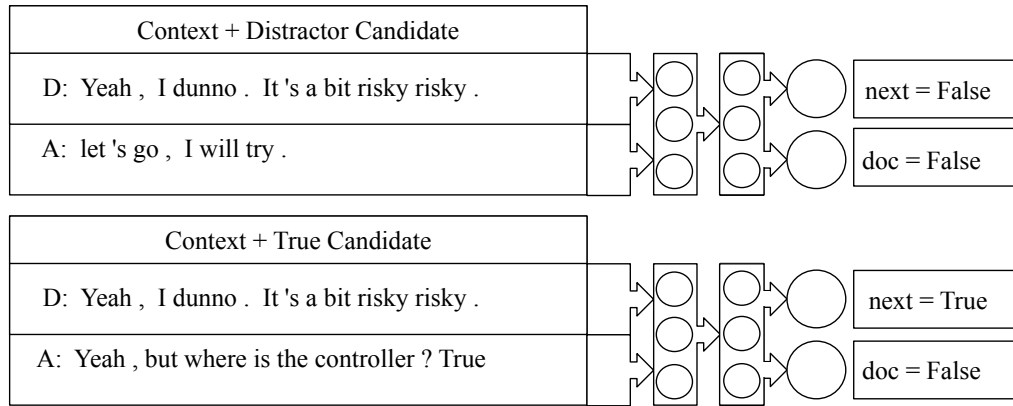 Context + Distractor Candidate
D: Yeah , I dunno . It 's a bit risky risky .
A: let 's go , I will try .
next = False
doc = False
Context + True Candidate
D: Yeah , I dunno . It 's a bit risky risky .
A: Yeah , but where is the controller ? True
next = True
doc = False